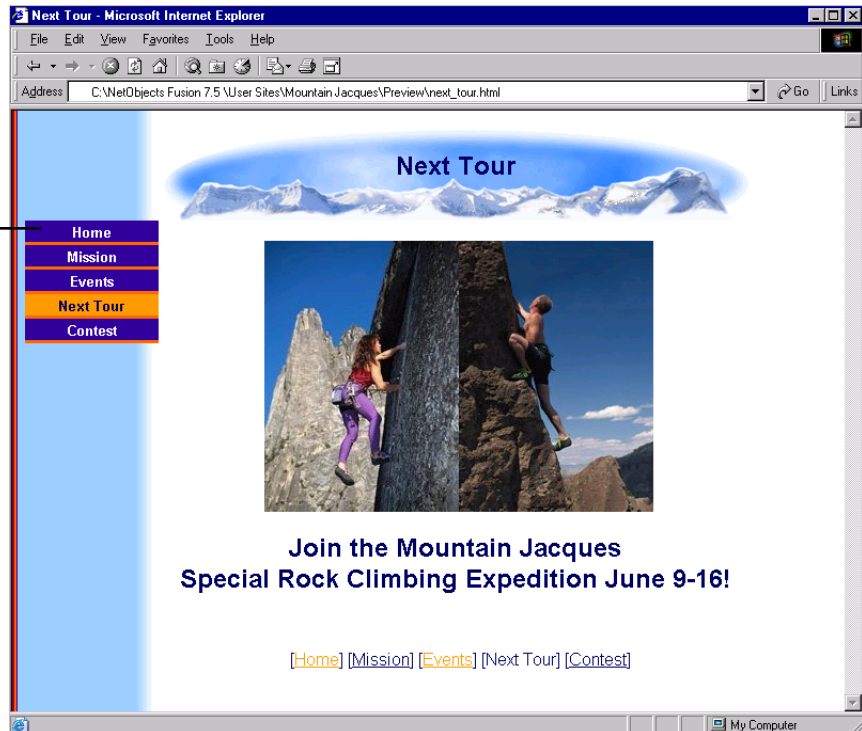 Next Tour - Microsoft Internet Explorer
File Edit View Favorites Tools Help
Address C:\NetObjects Fusion 7.5 \User Sites\Mountain Jacques\Preview\next_tour.html Go Links
Next Tour
Home
Mission
Events
Next Tour
Contest
Join the Mountain Jacques
Special Rock Climbing Expedition June 9-16!
[Home] [Mission] [Events] [Next Tour] [Contest]
My Computer